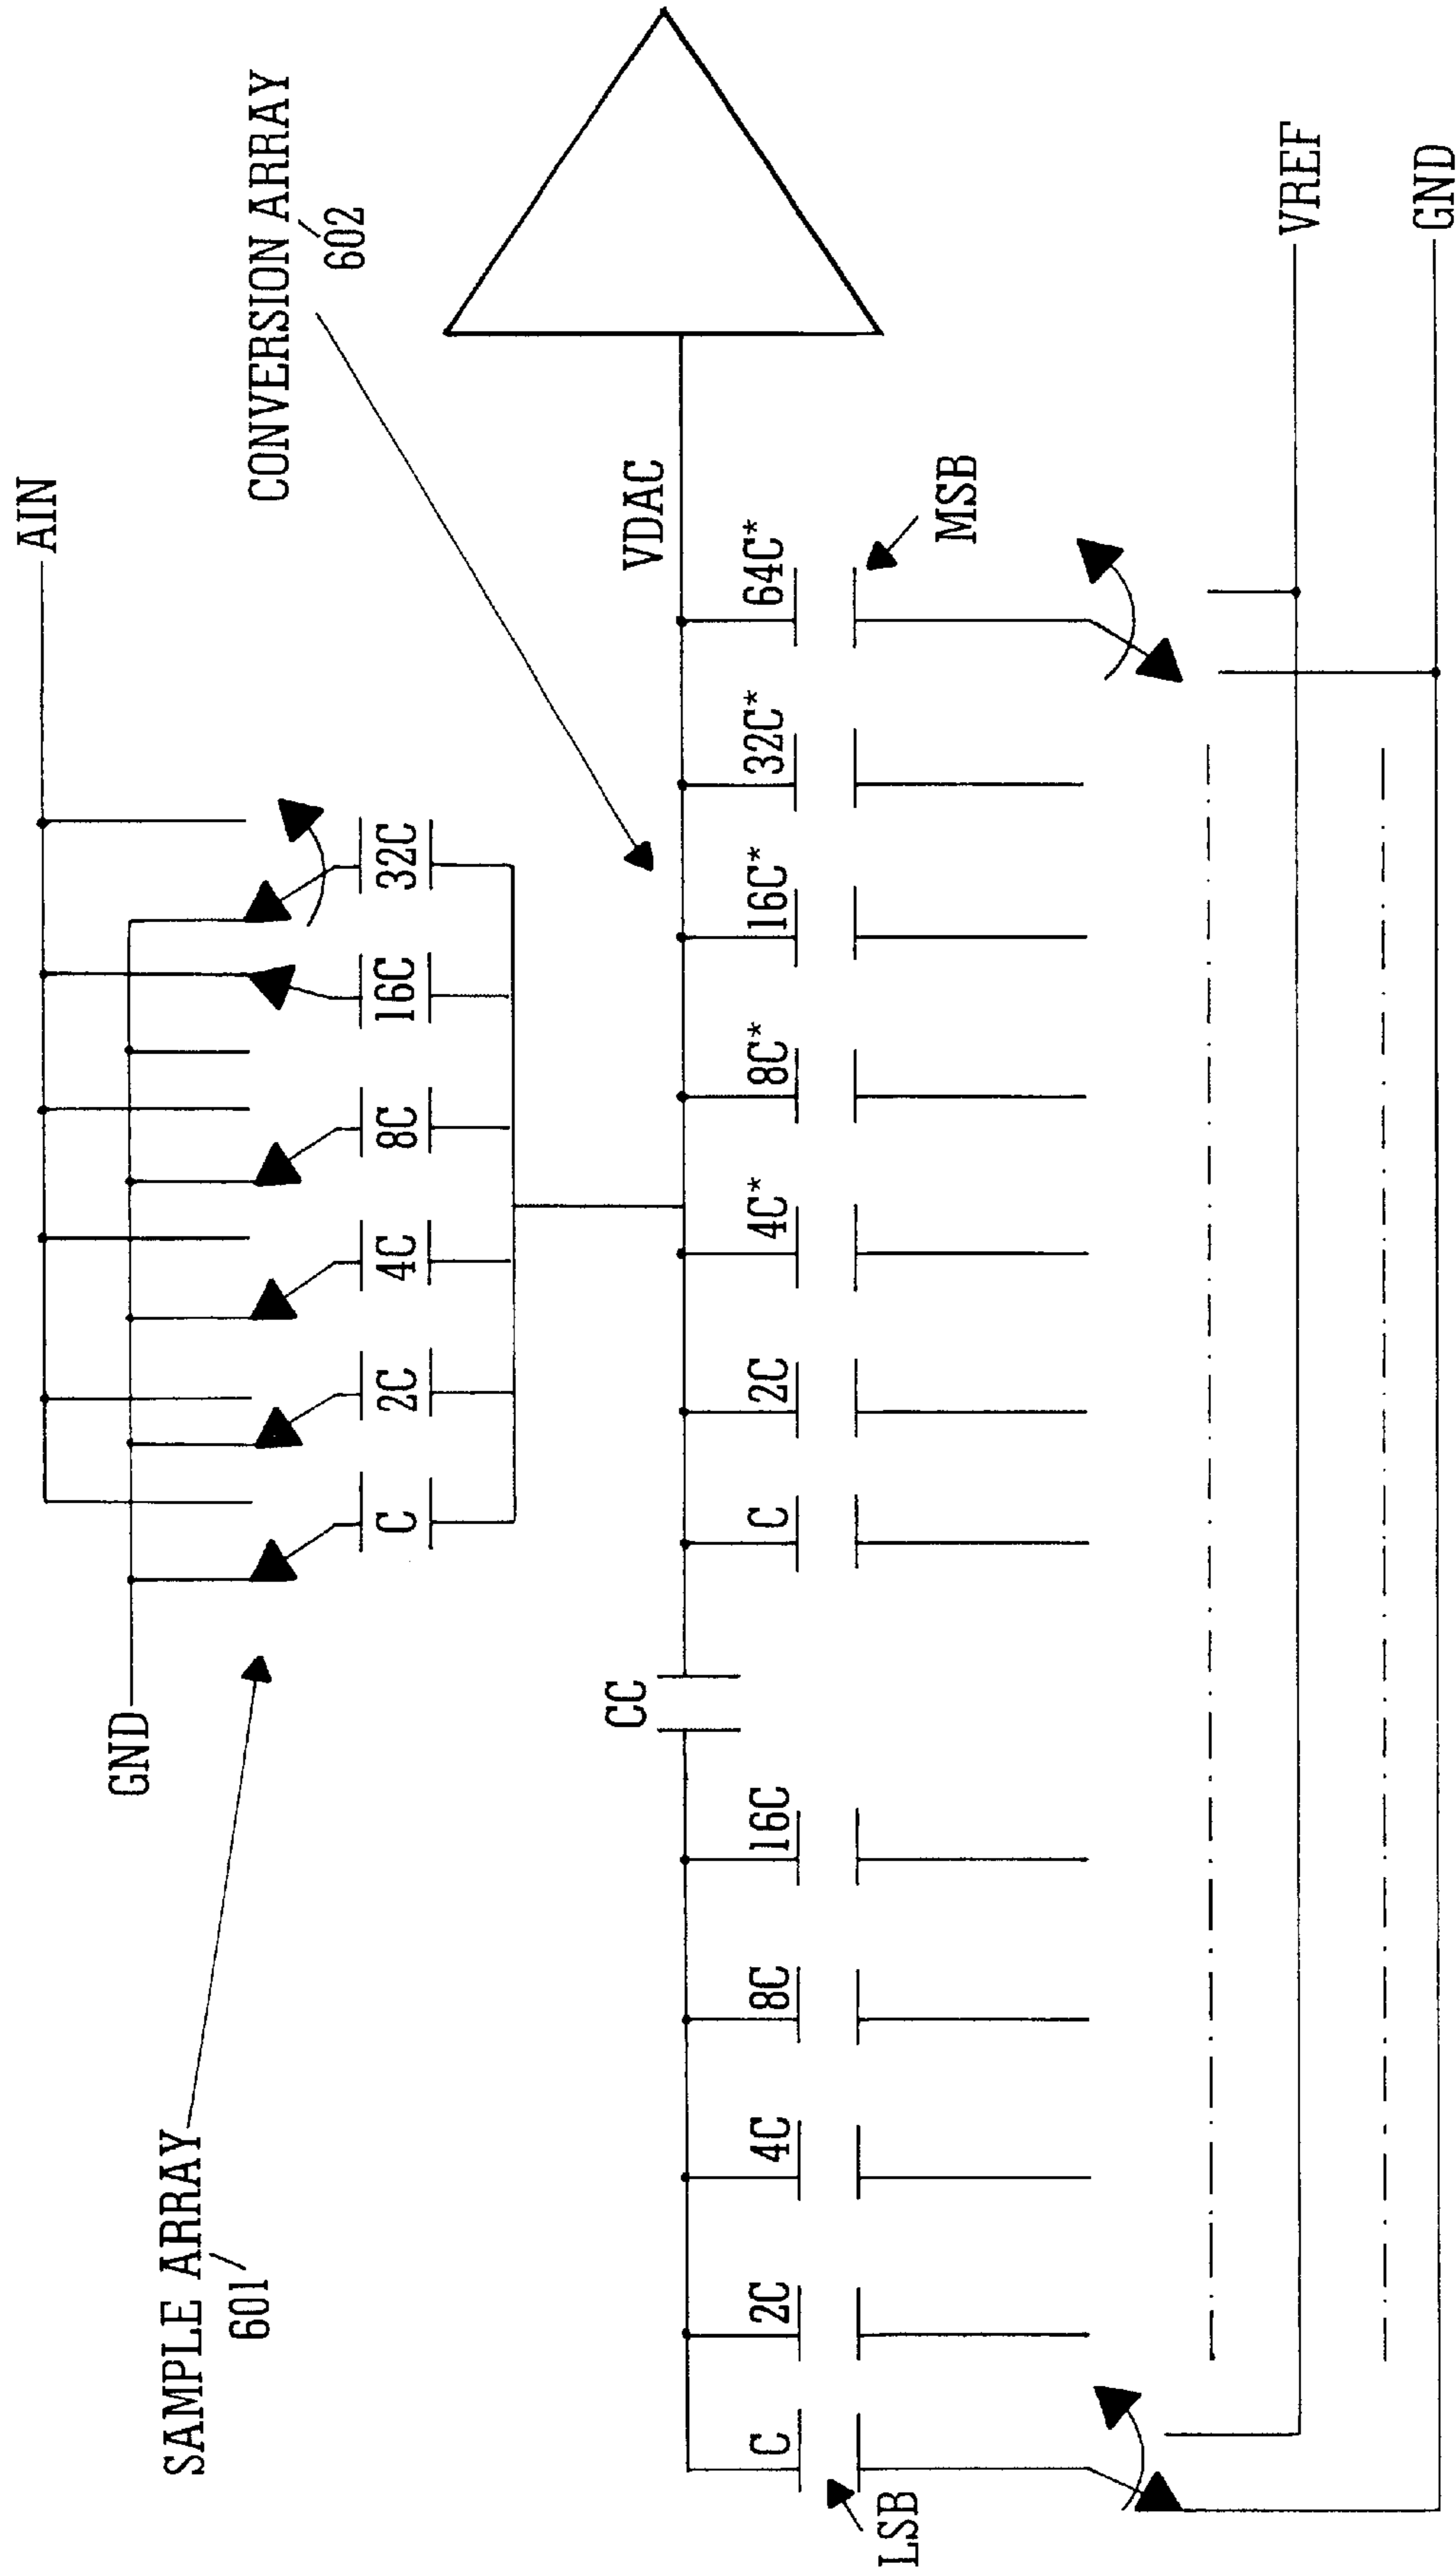 AIN
GND
SAMPLE ARRAY
601
CONVERSION ARRAY
602
C
2C
4C
8C
16C
32C
CC
VDAC
C
2C
4C
8C
16C
C
2C
4C*
8C*
16C*
32C*
64C*
LSB
MSB
VREF
GND